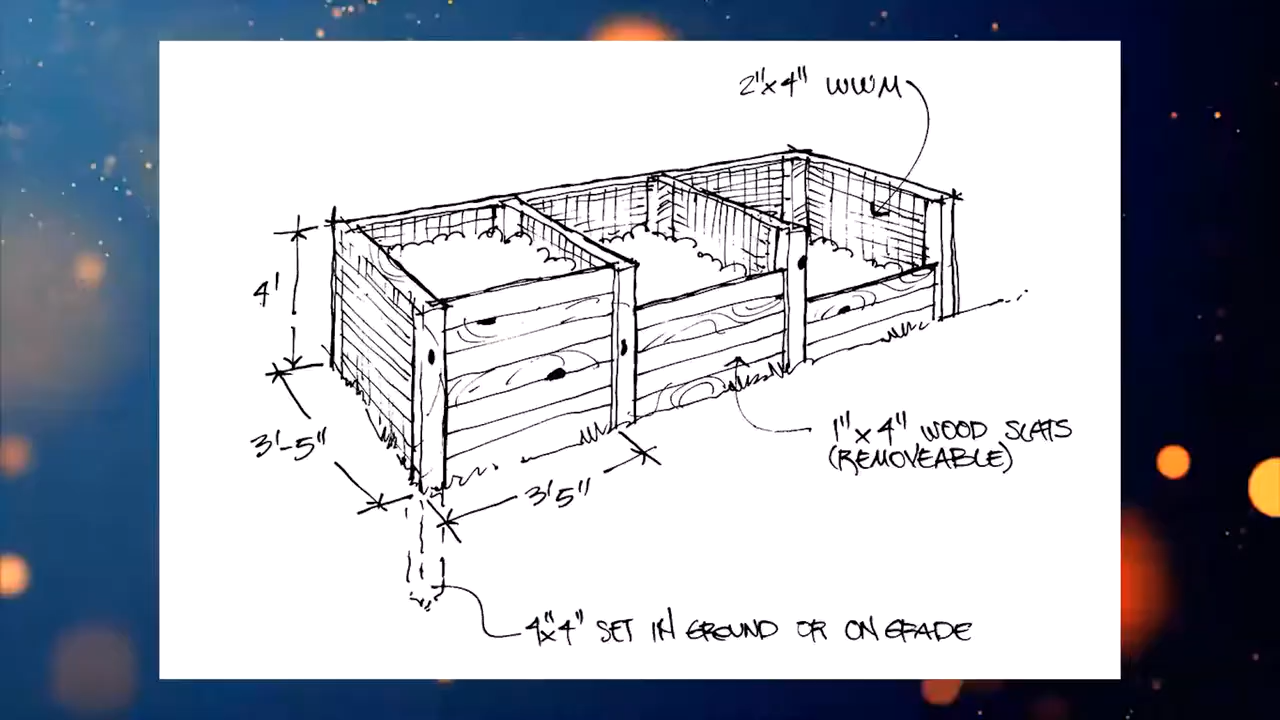 2"x4" WWM
4'
1"x4" WOOD SLATS
(REMOVEABLE)
3'-5"
3'5"
4"x4" SET IN GROUND OR ON GRADE